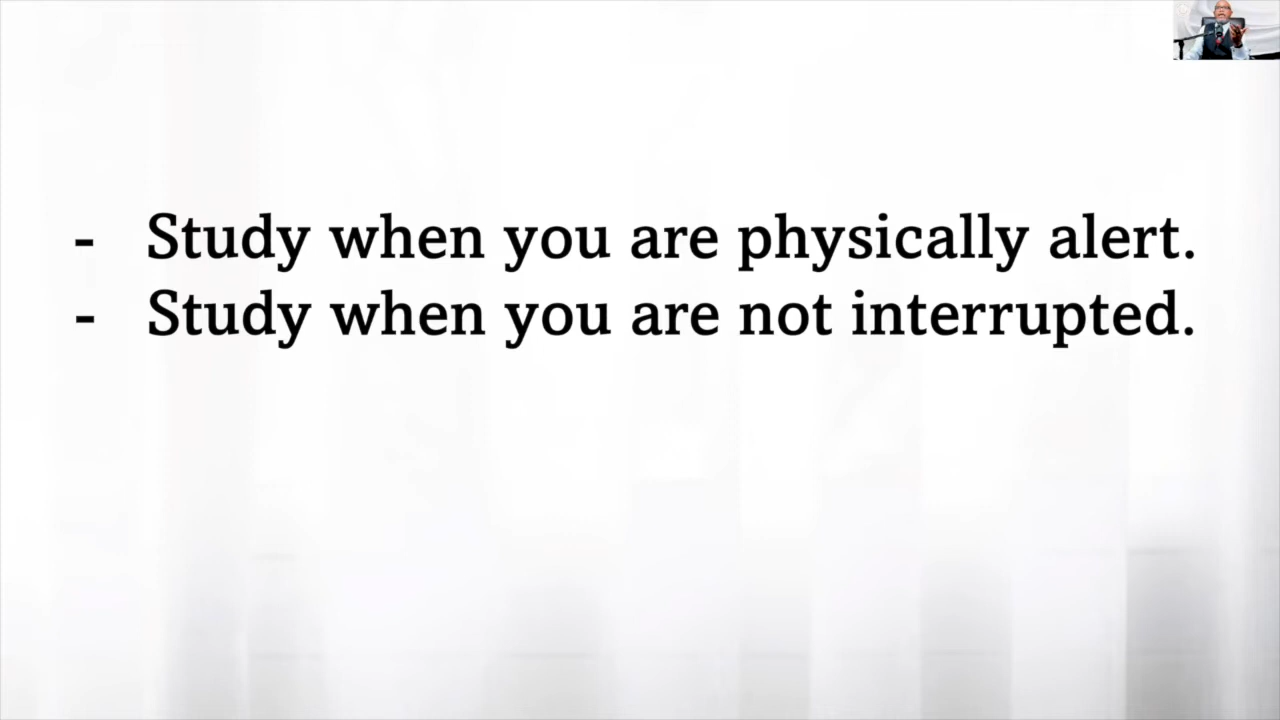 - Study when you are physically alert.
- Study when you are not interrupted.